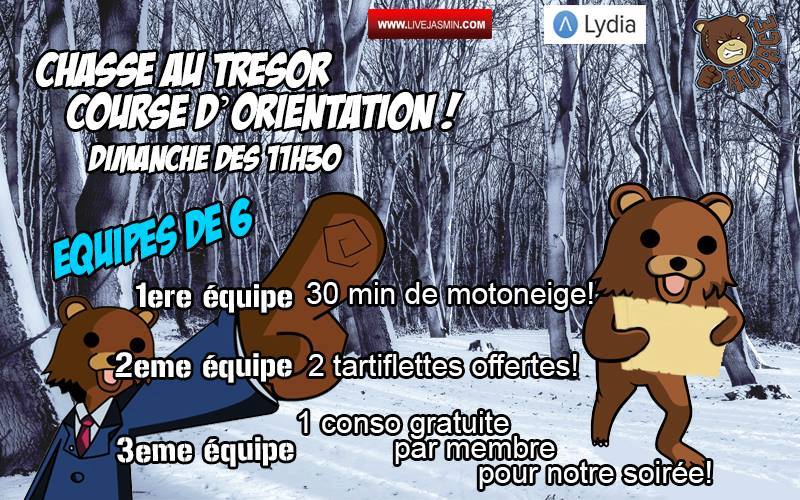 WWW.LIVEJASMIN.COM
Lydia
AUDACE
CHASSE AU TRESOR
COURSE D'ORIENTATION !
DIMANCHE DES 11H30
EQUIPES DE 6
1ere équipe 30 min de motoneige!
2eme équipe 2 tartiflettes offertes!
3eme équipe 1 conso gratuite
par membre
pour notre soirée!